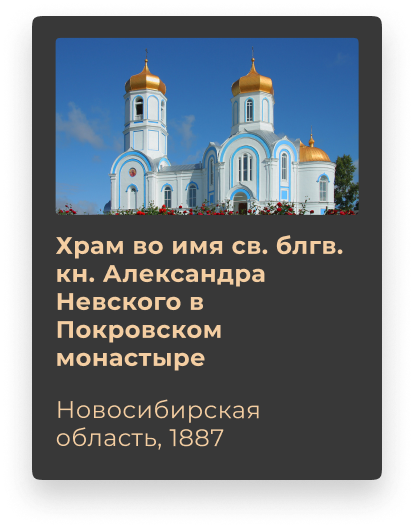 Храм во имя св. блгв.
кн. Александра
Невского в
Покровском
монастыре
Новосибирская
область, 1887